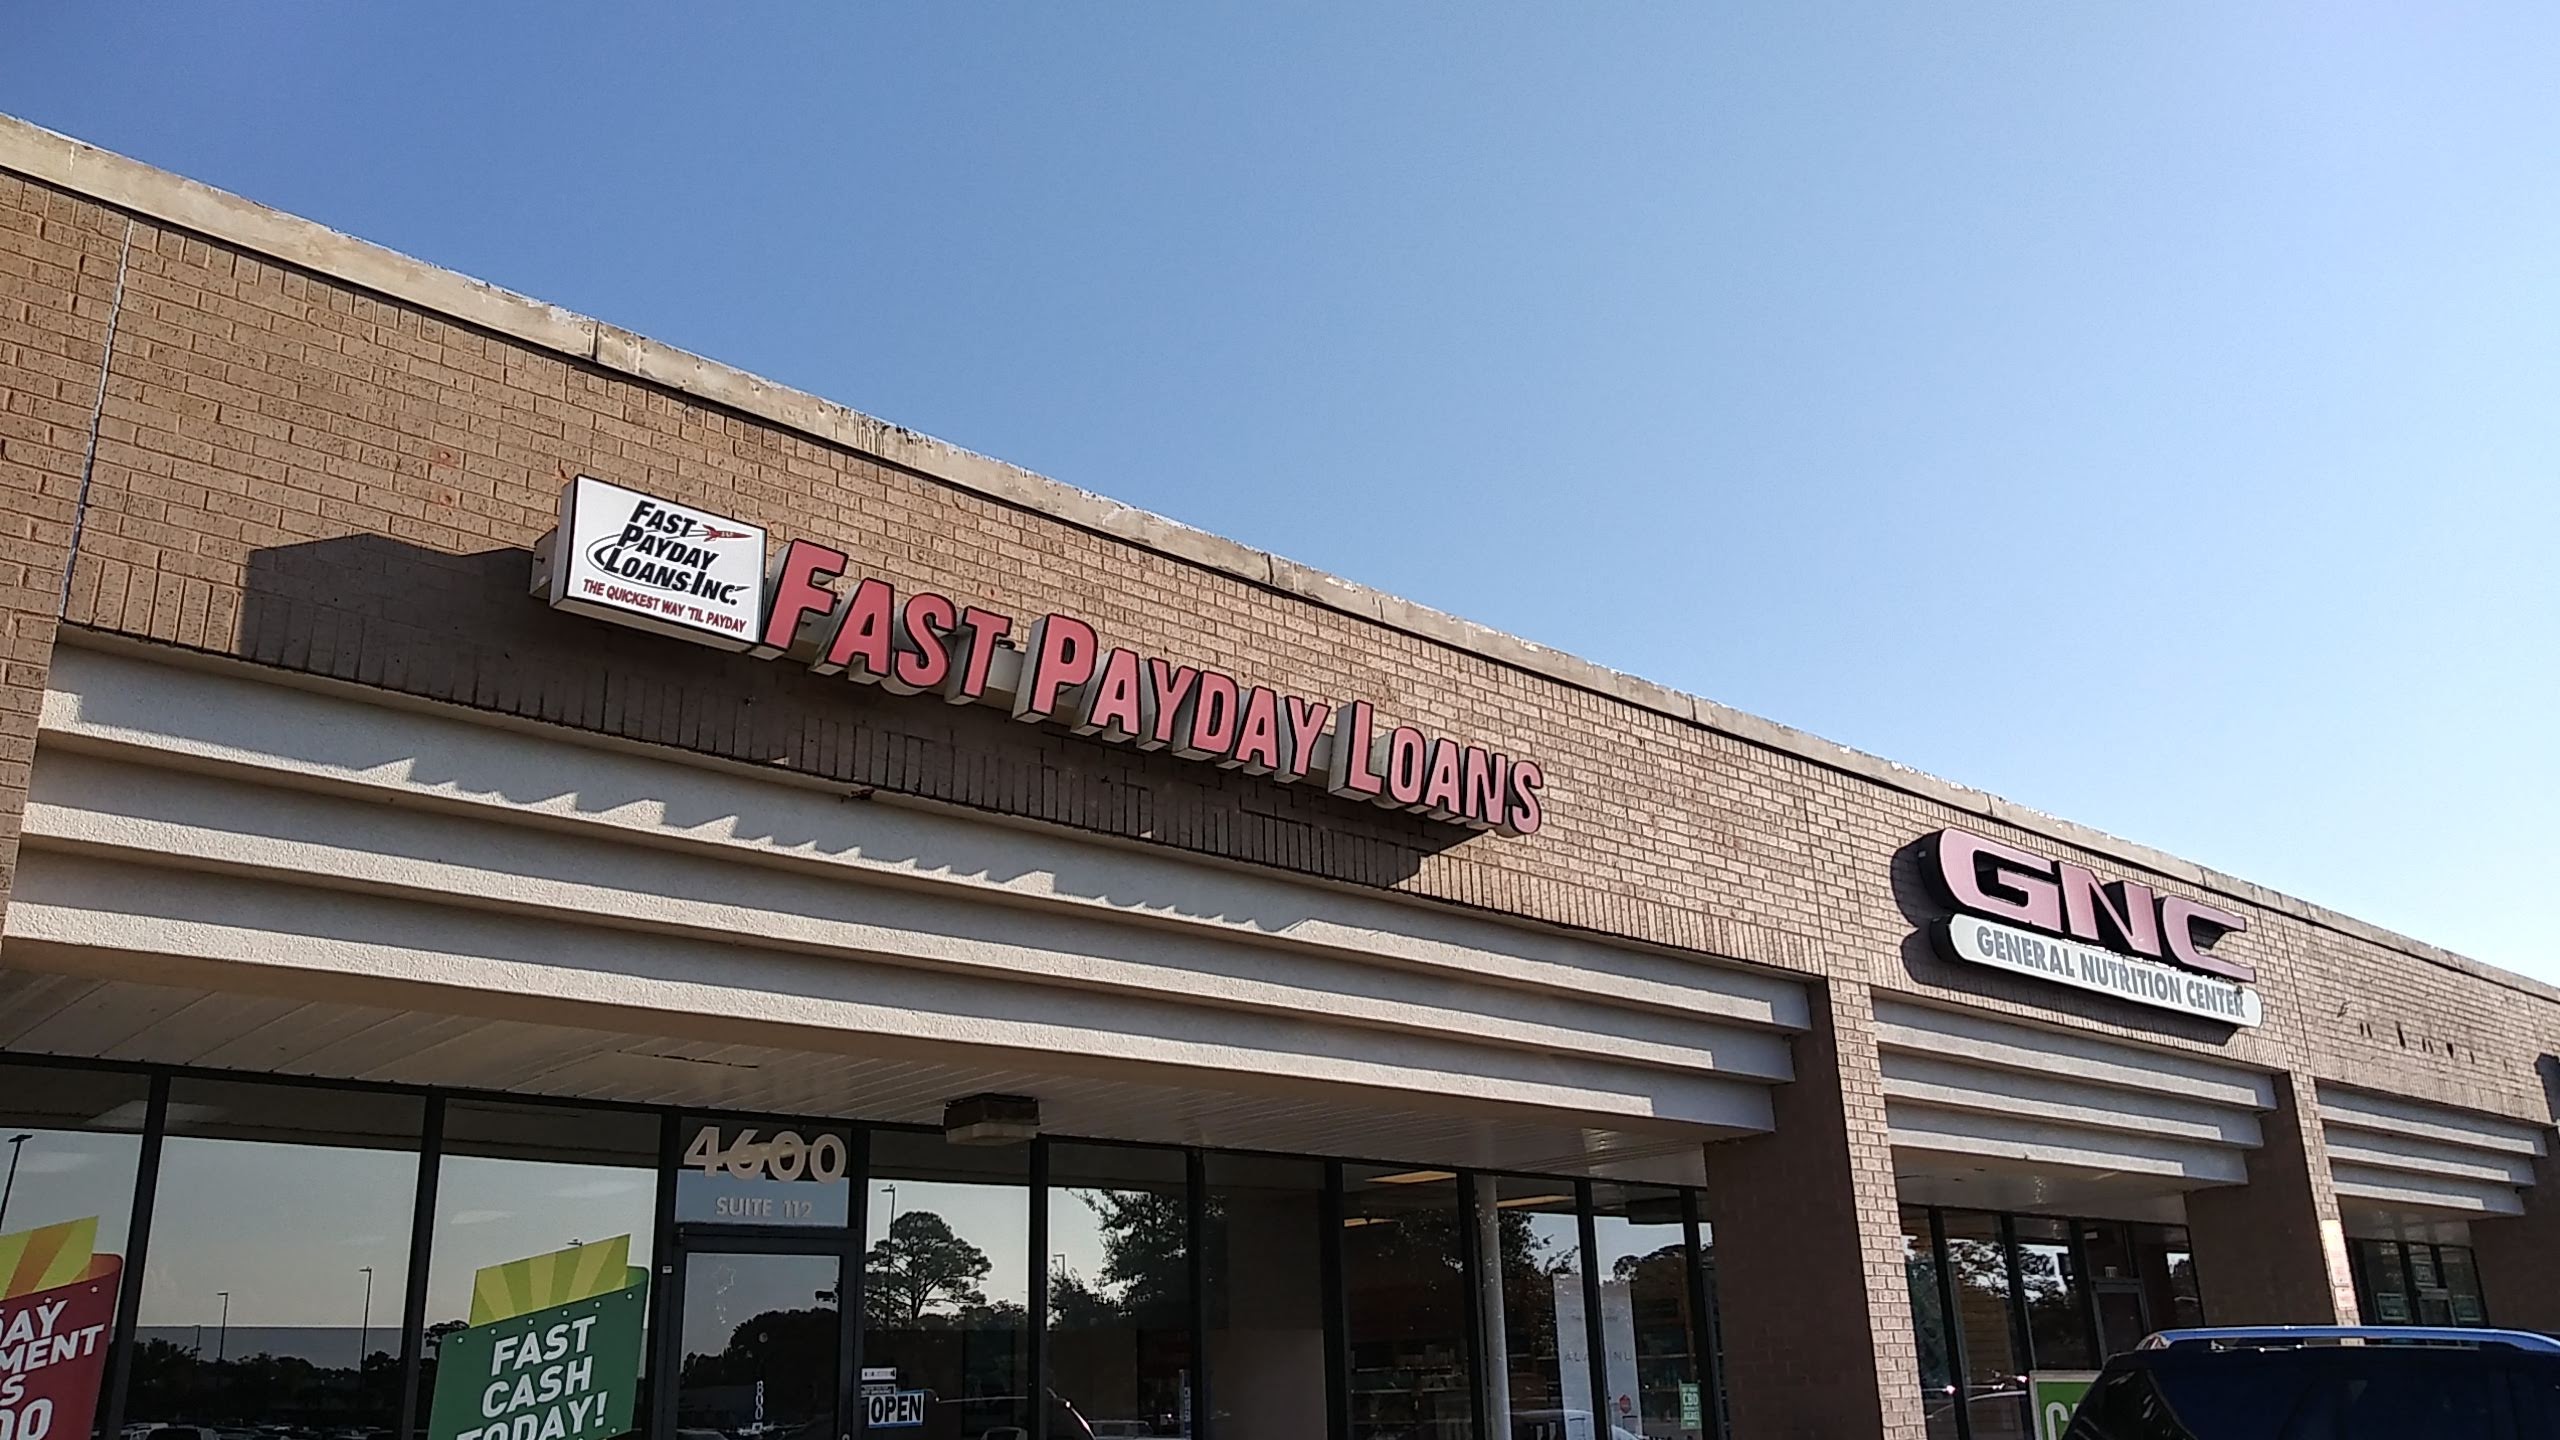 FAST
PAYDAY
LOANS INC.
THE QUICKEST WAY 'TIL PAYDAY
FAST PAYDAY LOANS
GNC
GENERAL NUTRITION CENTER
4600
SUITE 112
FAST
CASH
TODAY!
OPEN
CBD